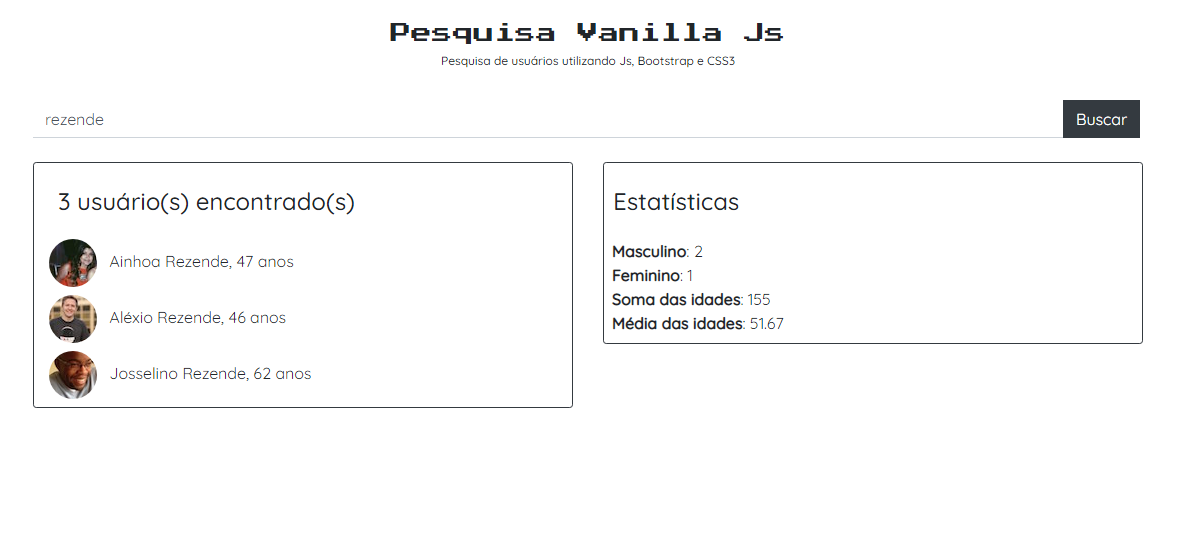 Pesquisa Vanilla Js
Pesquisa de usuários utilizando Js, Bootstrap e CSS3
rezende
Buscar
3 usuário(s) encontrado(s)
Ainhoa Rezende, 47 anos
Aléxio Rezende, 46 anos
Josselino Rezende, 62 anos
Estatísticas
Masculino: 2
Feminino: 1
Soma das idades: 155
Média das idades: 51.67